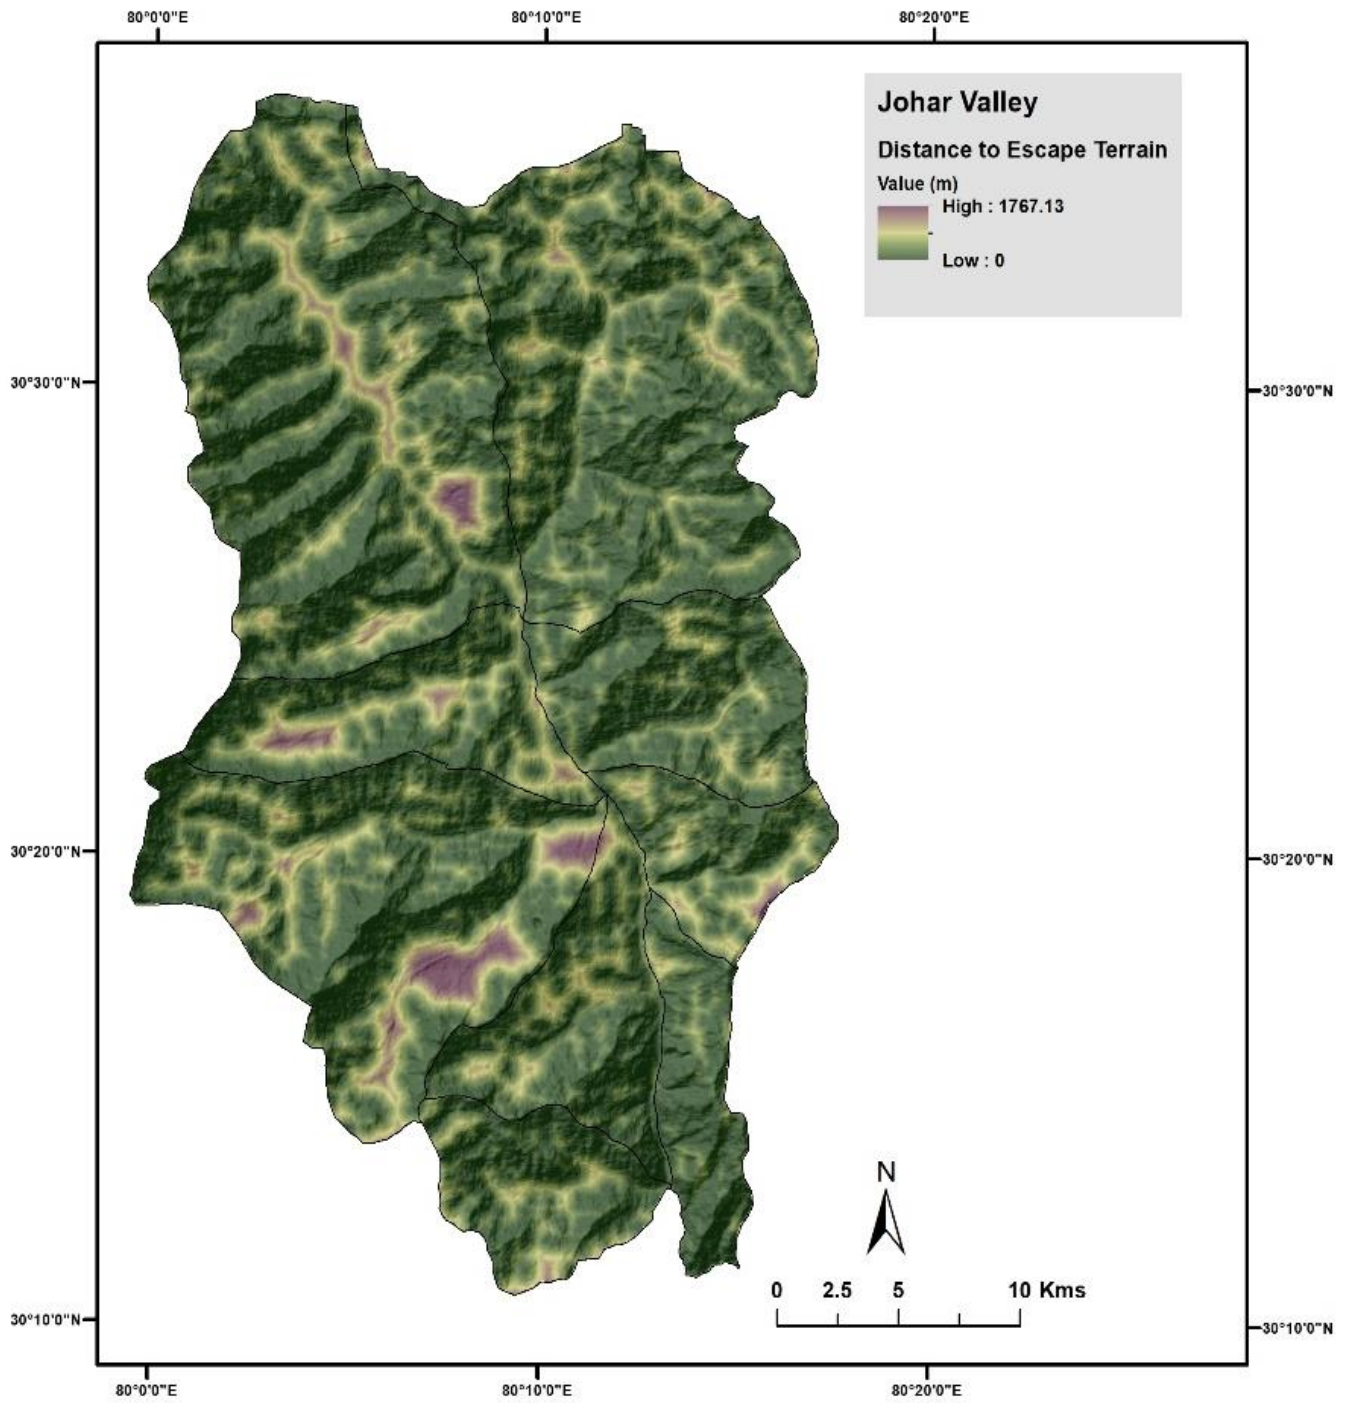 80°0'0"E 80°10'0"E 80°20'0"E
Johar Valley
Distance to Escape Terrain
Value (m)
High : 1767.13
Low : 0
30°30'0"N 30°30'0"N
30°20'0"N 30°20'0"N
N
0 2.5 5 10 Kms
30°10'0"N 30°10'0"N
80°0'0"E 80°10'0"E 80°20'0"E